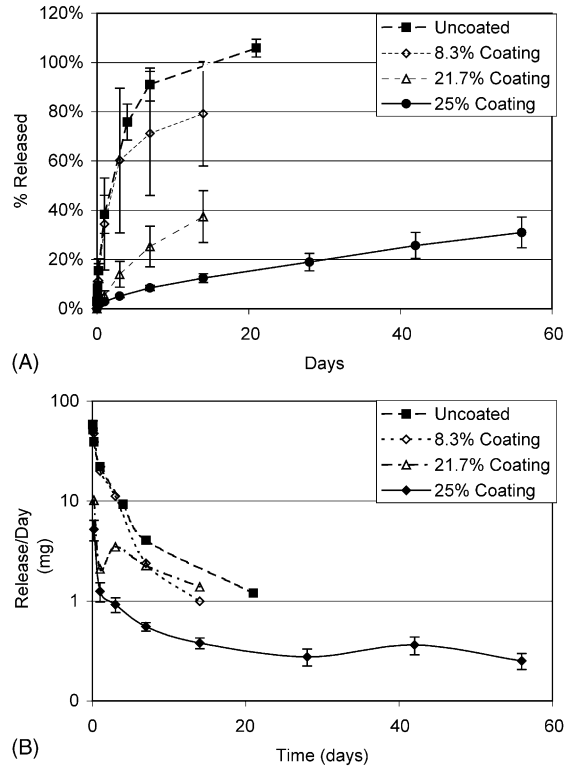 120%
100%
80%
60%
40%
20%
0%
% Released
Uncoated
8.3% Coating
21.7% Coating
25% Coating
0
20
40
60
Days
(A)
100
10
1
0
Release/Day
(mg)
Uncoated
8.3% Coating
21.7% Coating
25% Coating
0
20
40
60
Time (days)
(B)